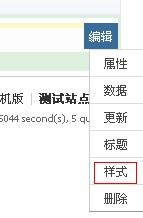 编辑
属性
数据
机版 | 测试站点
更新
5044 second(s), 5 qu
标题
样式
删除